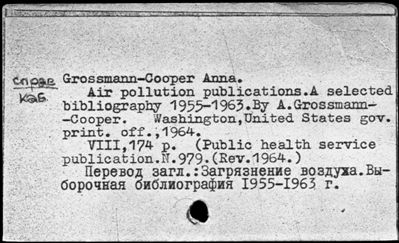 справ
каб.
Grossmann-Cooper Anna.
Air pollution publications.A selected
bibliography 1955-1963.By A.Grossmann-
-Cooper. Washington,United States gov.
print. off.,1964.
VIII,174 p. (Public health service
publication.N.979.(Rev.1964.)
Перевод загл.:Загрязнение воздуха.Вы-
борочная библиография I955-I963 г.